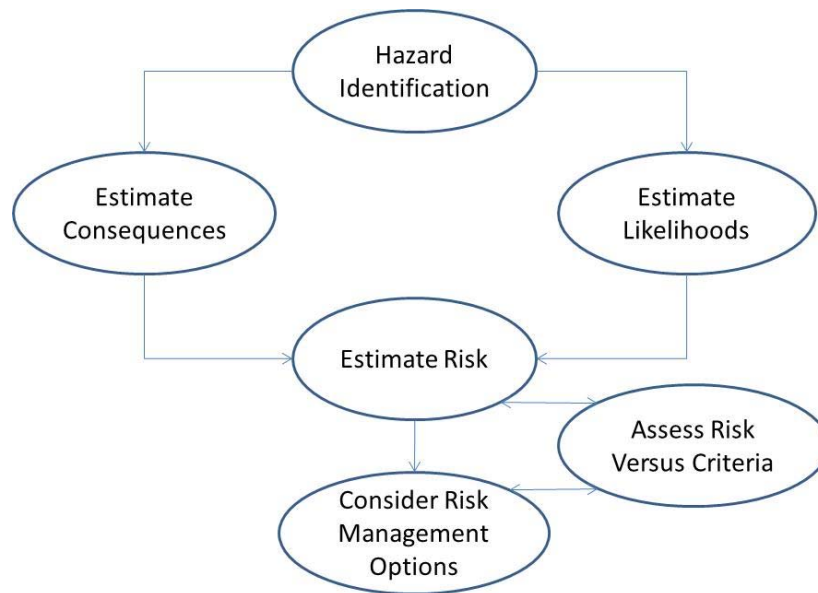 Hazard
Identification
Estimate
Consequences
Estimate
Likelihoods
Estimate Risk
Assess Risk
Versus Criteria
Consider Risk
Management
Options